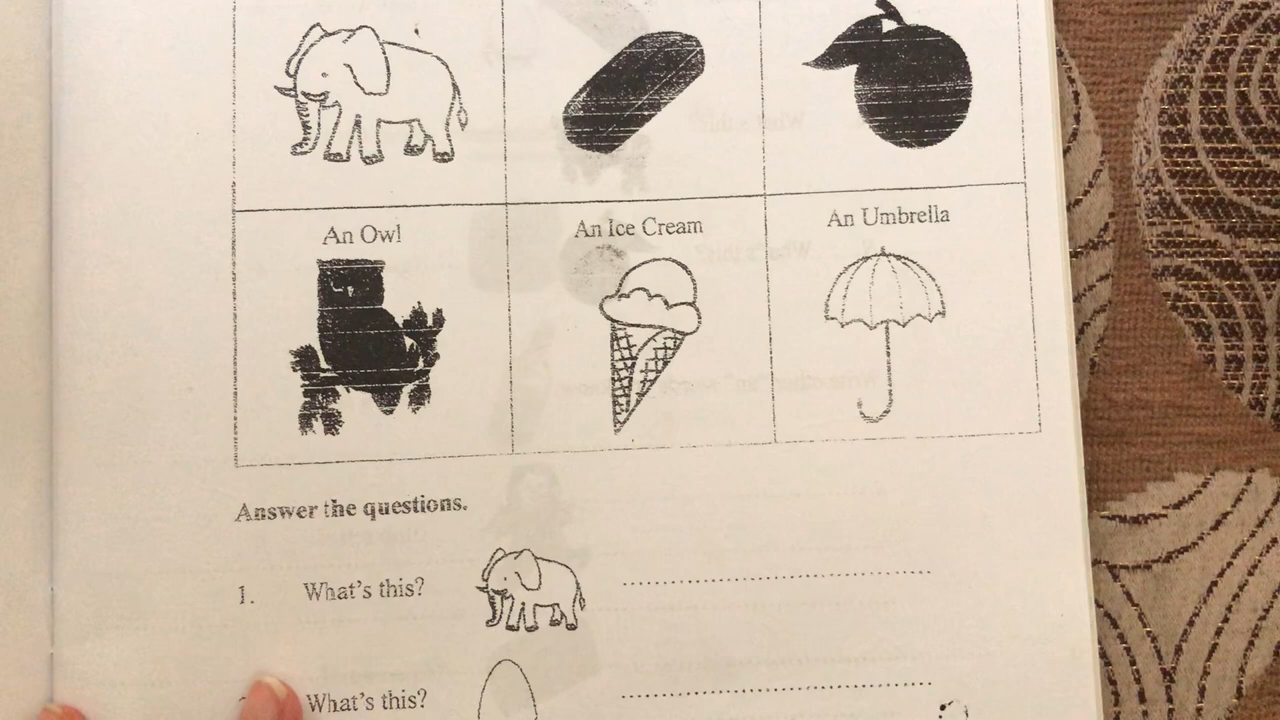 An Owl
An Ice Cream
An Umbrella
Answer the questions.
1. What's this? ........................................
What's this? ........................................